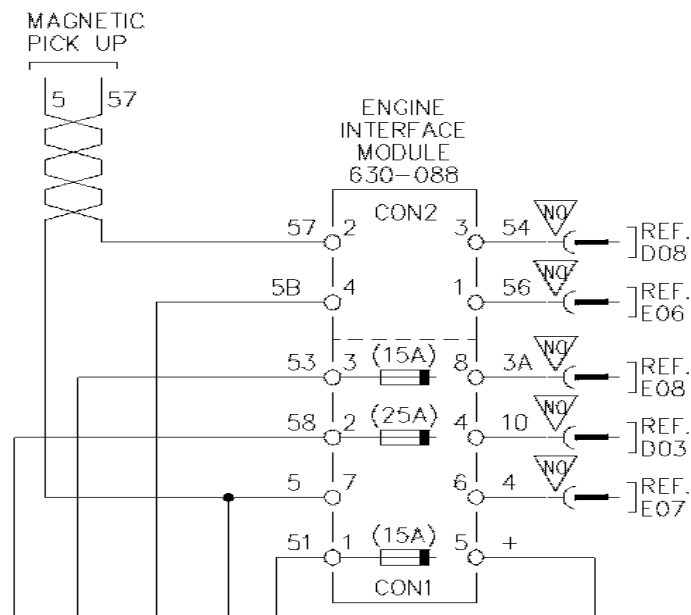 MAGNETIC
PICK UP
5 57
ENGINE
INTERFACE
MODULE
630-088
CON2
57 2 3 54 NO REF.
D08
5B 4 1 56 NO REF.
E06
53 3 (15A) 8 3A NO REF.
E08
58 2 (25A) 4 10 NO REF.
D03
5 7 6 4 NO REF.
E07
51 1 (15A) 5 +
CON1